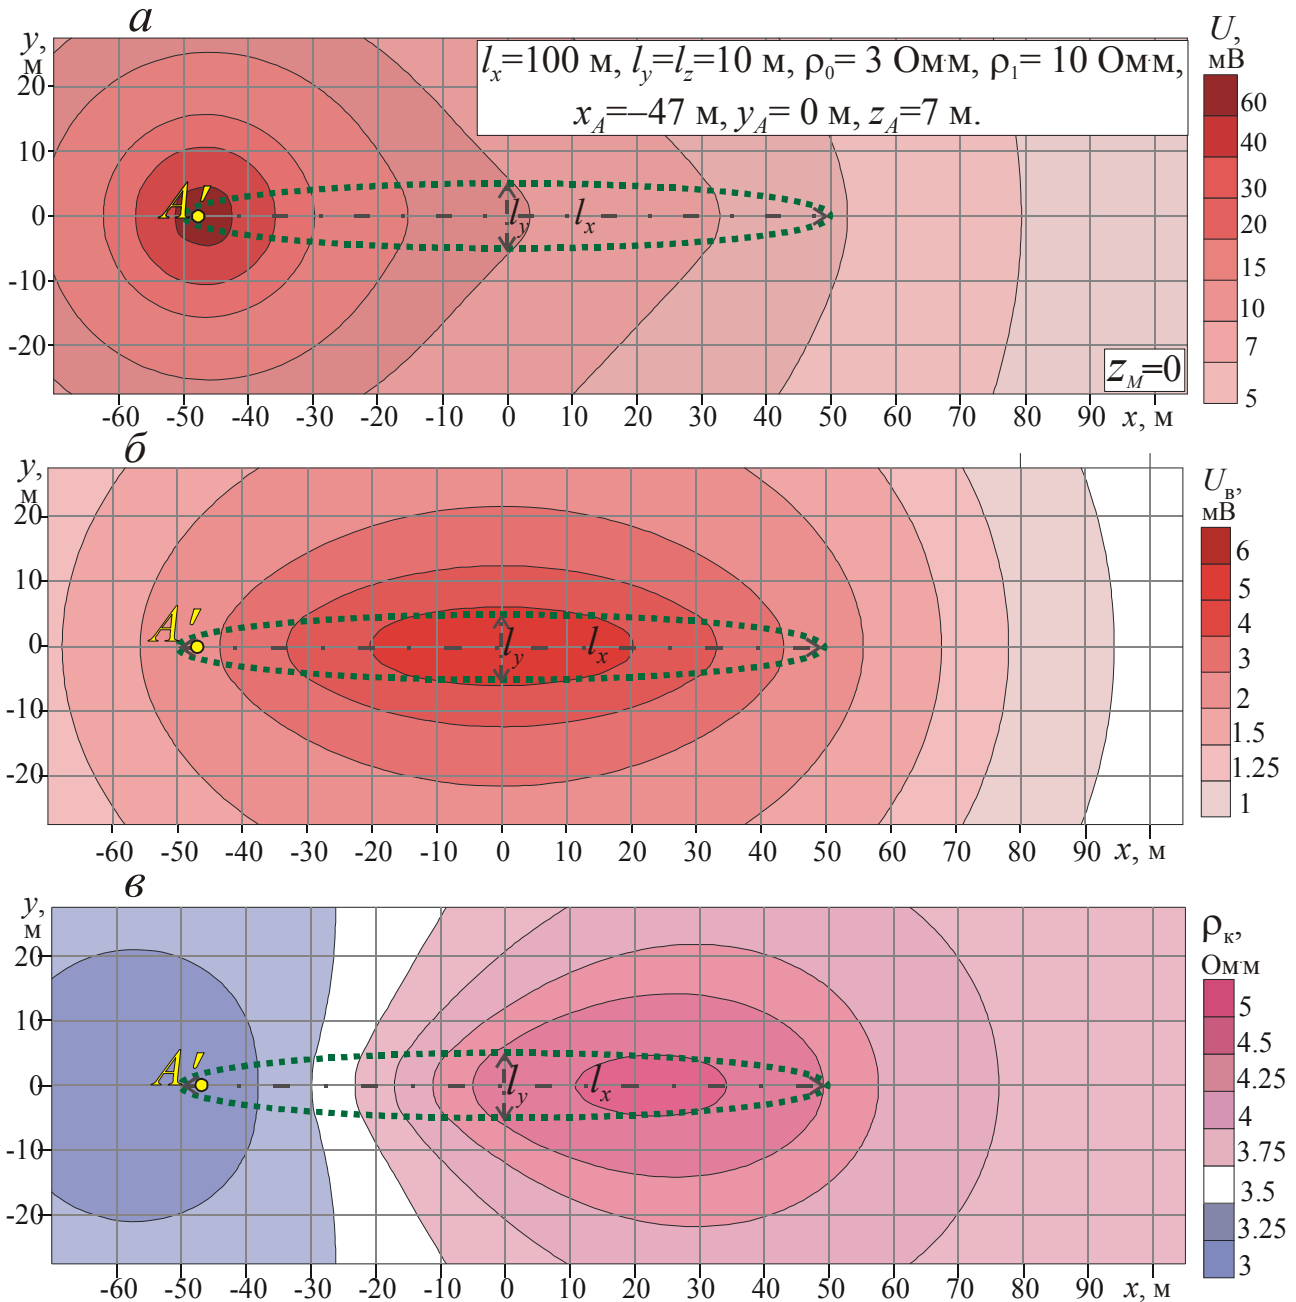 а
y, м
U, мВ
l_x=100 м, l_y=l_z=10 м, ρ_0= 3 Ом·м, ρ_1= 10 Ом·м,
x_A=–47 м, y_A= 0 м, z_A=7 м.
20
10
0
-10
-20
A'
l_y
l_x
z_M=0
60
40
30
20
15
10
7
5
-60 -50 -40 -30 -20 -10 0 10 20 30 40 50 60 70 80 90 x, м
б
y, м
U_в, мВ
20
10
0
-10
-20
A'
l_y
l_x
6
5
4
3
2
1.5
1.25
1
-60 -50 -40 -30 -20 -10 0 10 20 30 40 50 60 70 80 90 x, м
в
y, м
ρ_к, Ом·м
20
10
0
-10
-20
A'
l_y
l_x
5
4.5
4.25
4
3.75
3.5
3.25
3
-60 -50 -40 -30 -20 -10 0 10 20 30 40 50 60 70 80 90 x, м